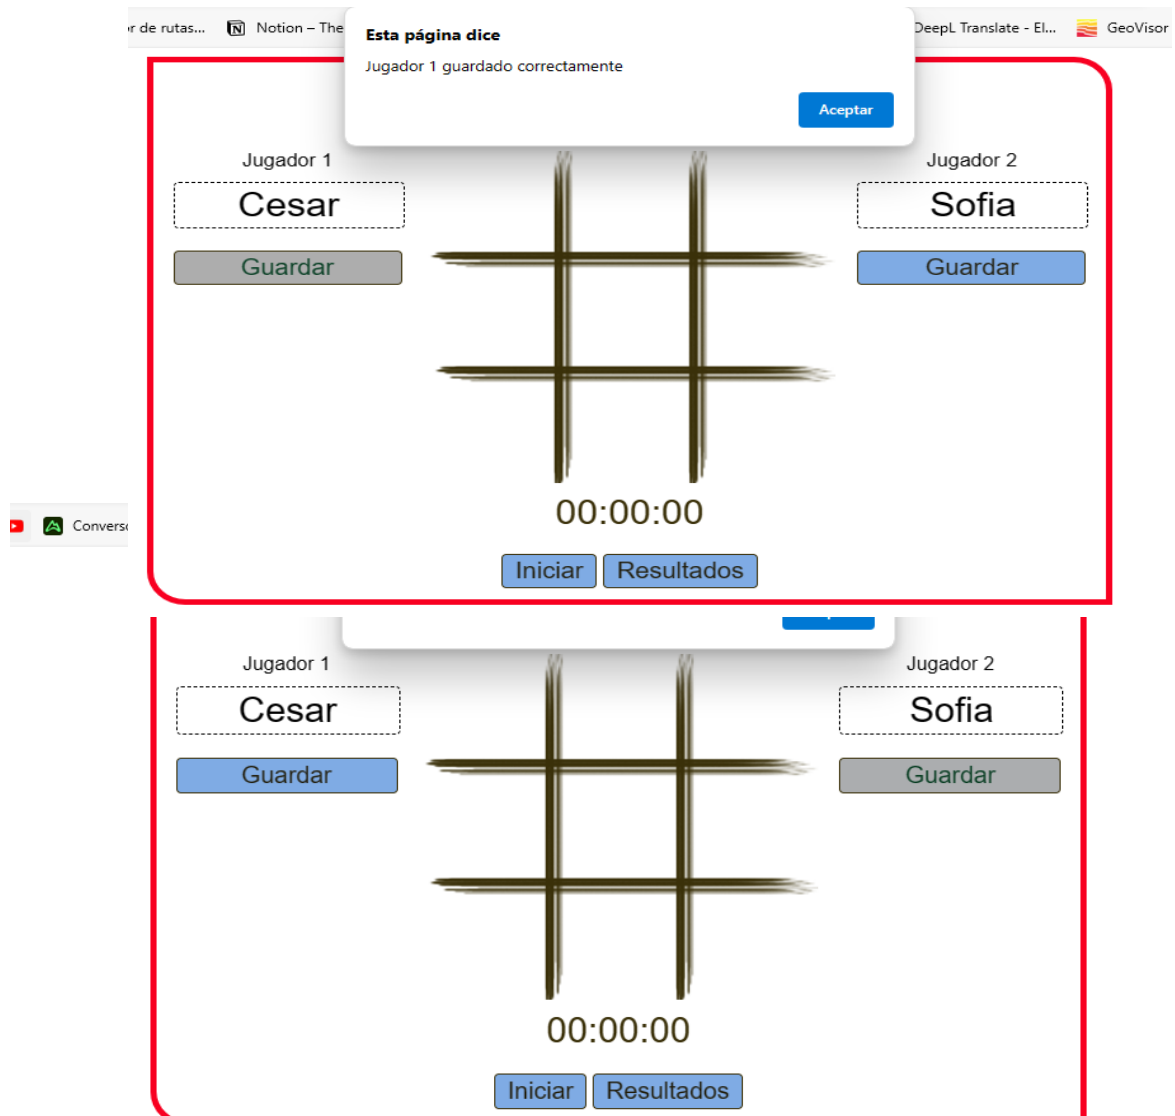 r de rutas...
Notion – The
Esta página dice
Jugador 1 guardado correctamente
Aceptar
DeepL Translate - El...
GeoVisor
Jugador 1
Cesar
Guardar
Jugador 2
Sofia
Guardar
00:00:00
Iniciar
Resultados
Jugador 1
Cesar
Guardar
Jugador 2
Sofia
Guardar
00:00:00
Iniciar
Resultados